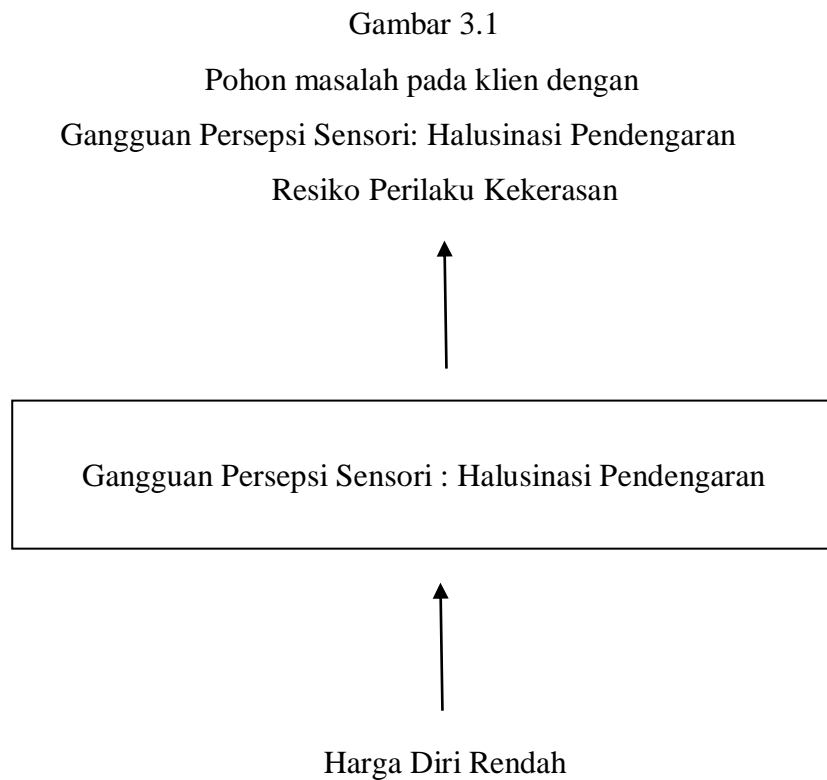 Gambar 3.1
Pohon masalah pada klien dengan
Gangguan Persepsi Sensori: Halusinasi Pendengaran
Resiko Perilaku Kekerasan
Gangguan Persepsi Sensori : Halusinasi Pendengaran
Harga Diri Rendah